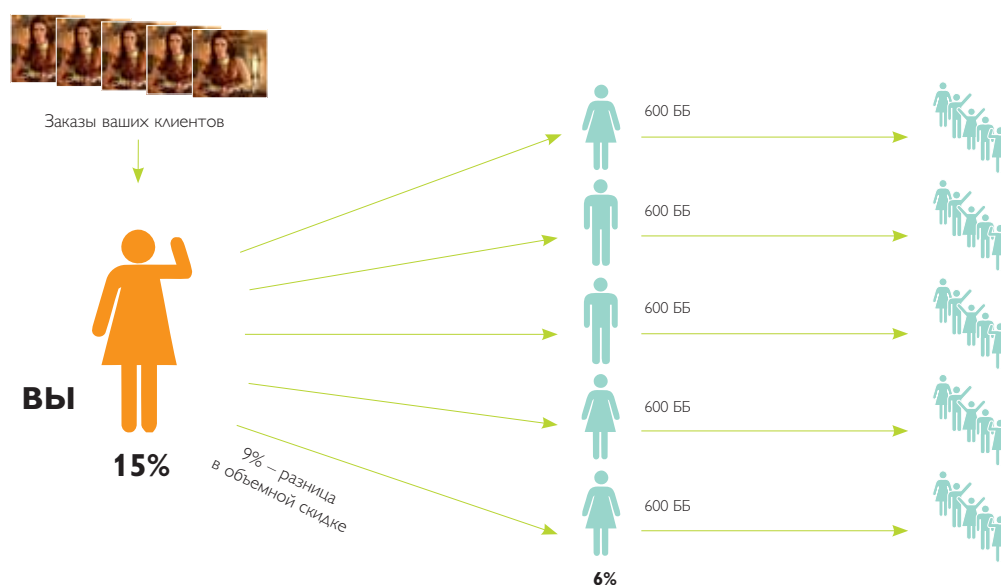 Заказы ваших клиентов
600 ББ
600 ББ
600 ББ
600 ББ
600 ББ
ВЫ
15%
9% – разница
в объемной скидке
6%